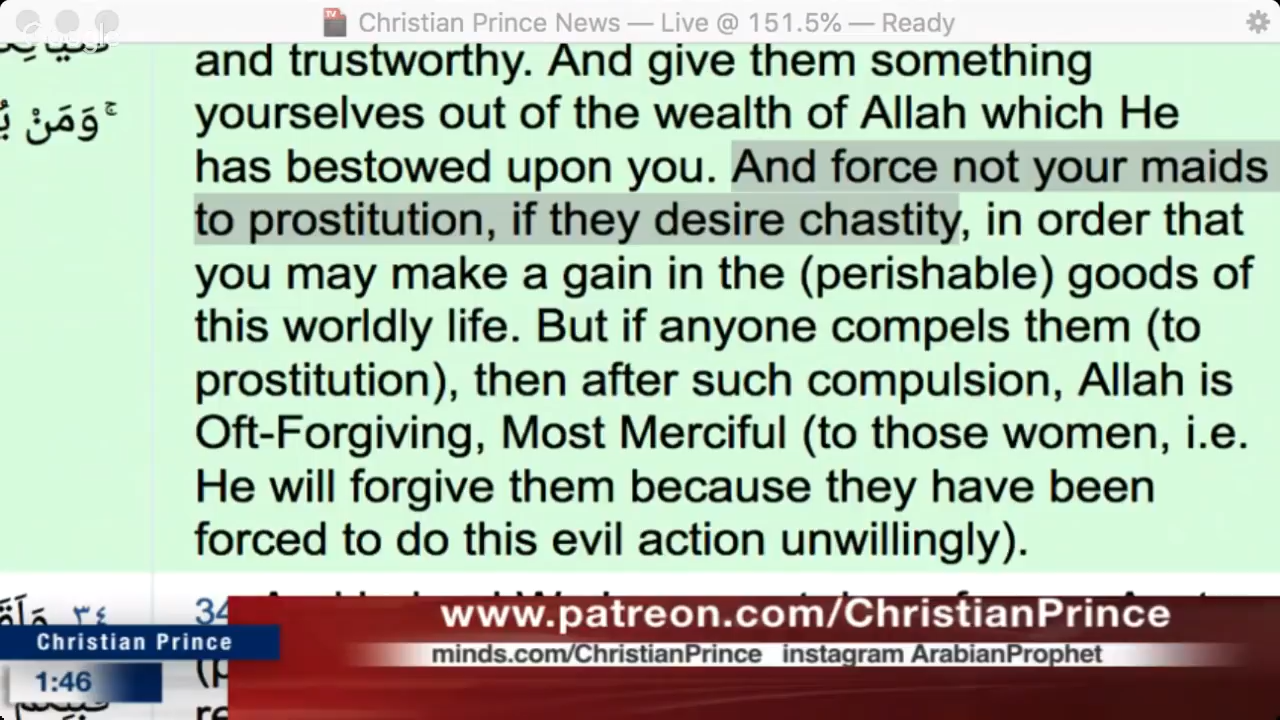 Christian Prince News — Live @ 151.5% — Ready
Google
and trustworthy. And give them something
وَمَنْ
yourselves out of the wealth of Allah which He
has bestowed upon you. And force not your maids
to prostitution, if they desire chastity, in order that
you may make a gain in the (perishable) goods of
this worldly life. But if anyone compels them (to
prostitution), then after such compulsion, Allah is
Oft-Forgiving, Most Merciful (to those women, i.e.
He will forgive them because they have been
forced to do this evil action unwillingly).
٣٤
34
www.patreon.com/ChristianPrince
Christian Prince
minds.com/ChristianPrince instagram ArabianProphet
1:46